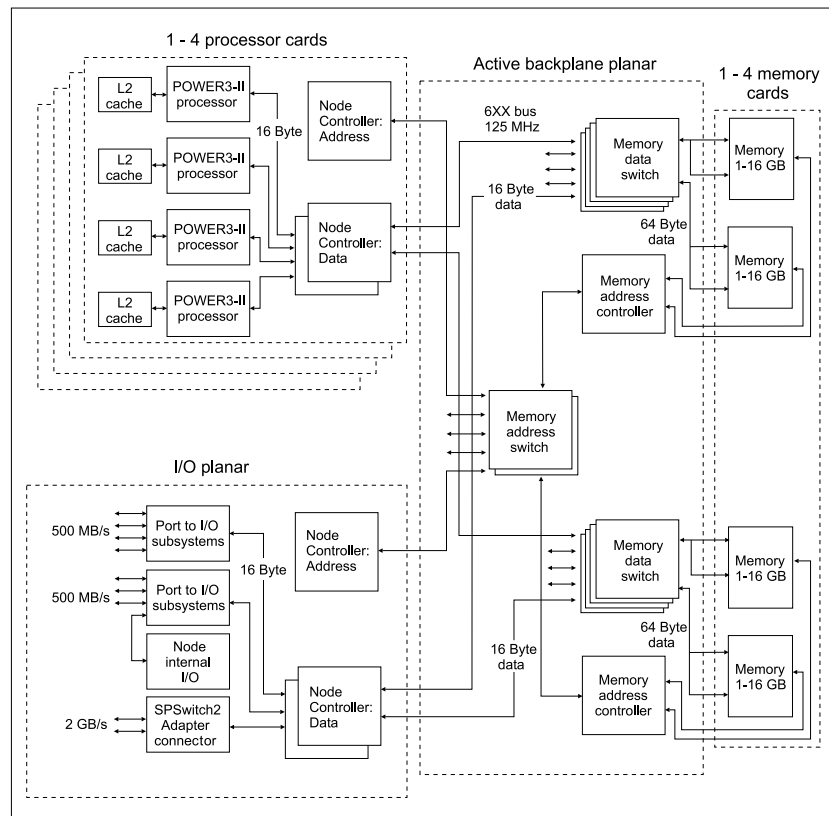 1 - 4 processor cards
L2
cache
POWER3-II
processor
L2
cache
POWER3-II
processor
L2
cache
POWER3-II
processor
L2
cache
POWER3-II
processor
16 Byte
Node
Controller:
Address
Node
Controller:
Data
Active backplane planar
6XX bus
125 MHz
16 Byte
data
Memory
data
switch
64 Byte
data
Memory
address
controller
Memory
address
switch
1 - 4 memory
cards
Memory
1-16 GB
Memory
1-16 GB
I/O planar
500 MB/s
Port to I/O
subsystems
500 MB/s
Port to I/O
subsystems
Node
internal
I/O
2 GB/s
SPSwitch2
Adapter
connector
16 Byte
Node
Controller:
Address
Node
Controller:
Data
16 Byte
data
Memory
data
switch
64 Byte
data
Memory
address
controller
Memory
1-16 GB
Memory
1-16 GB